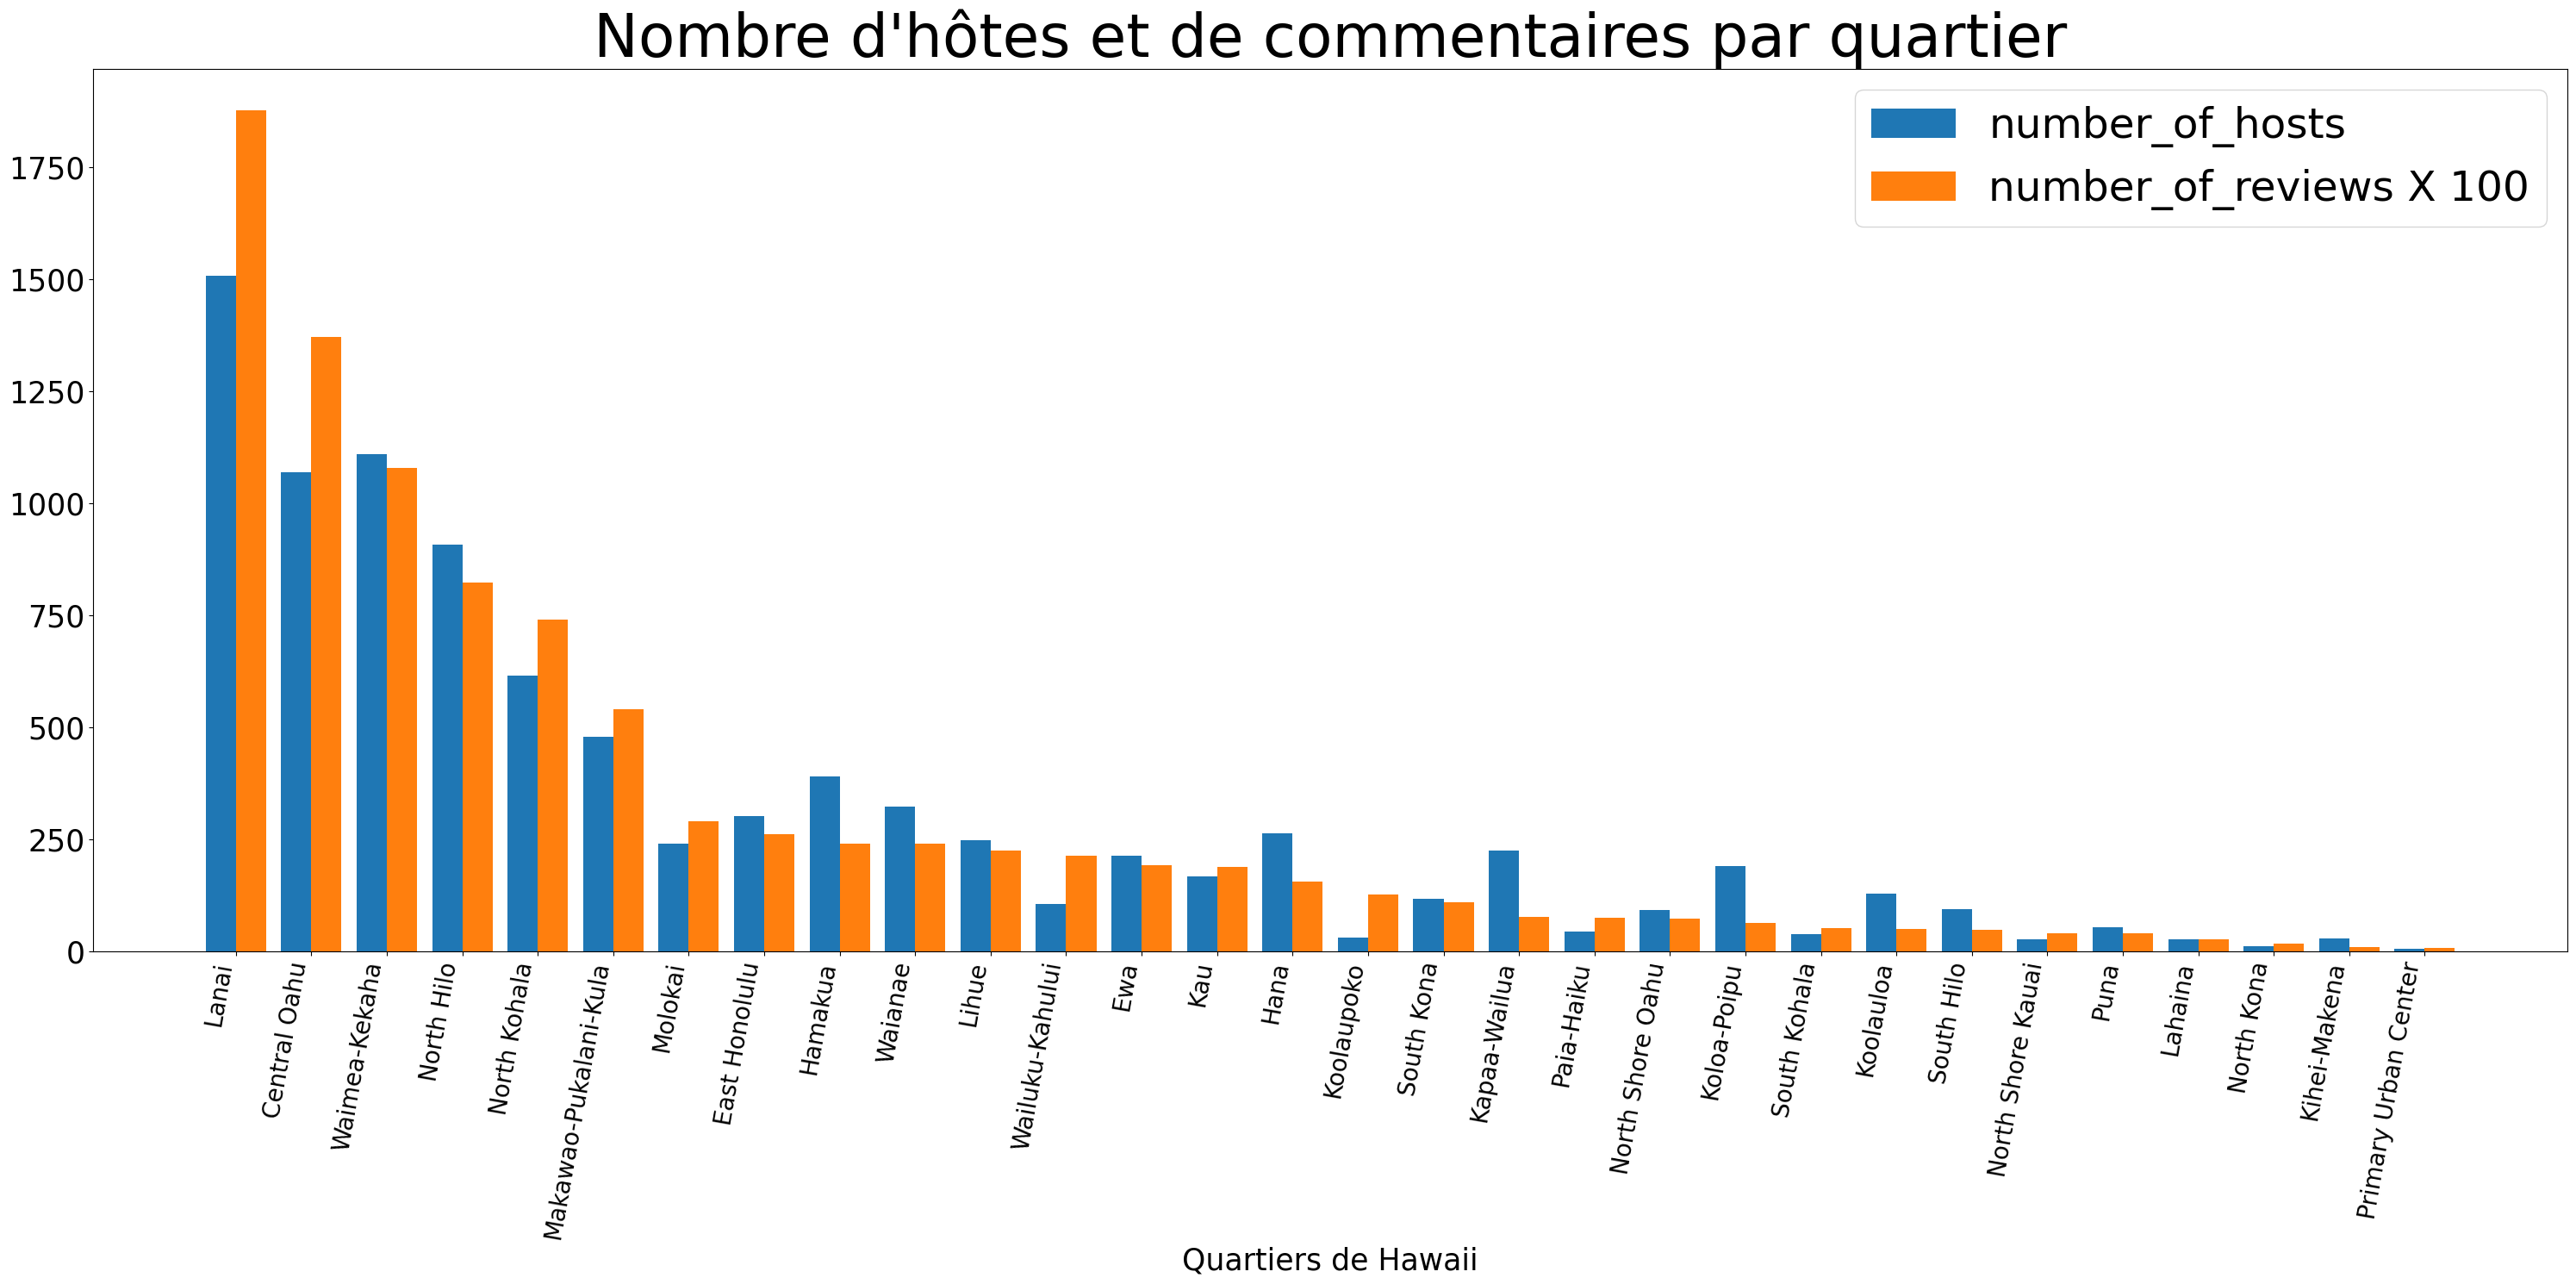 Nombre d'hôtes et de commentaires par quartier
number_of_hosts
number_of_reviews X 100
1750
1500
1250
1000
750
500
250
0
Lanai
Central Oahu
Waimea-Kekaha
North Hilo
North Kohala
Makawao-Pukalani-Kula
Molokai
East Honolulu
Hamakua
Waianae
Lihue
Wailuku-Kahului
Ewa
Kau
Hana
Koolaupoko
South Kona
Kapaa-Wailua
Paia-Haiku
North Shore Oahu
Koloa-Poipu
South Kohala
Koolauloa
South Hilo
North Shore Kauai
Puna
Lahaina
North Kona
Kihei-Makena
Primary Urban Center
Quartiers de Hawaii